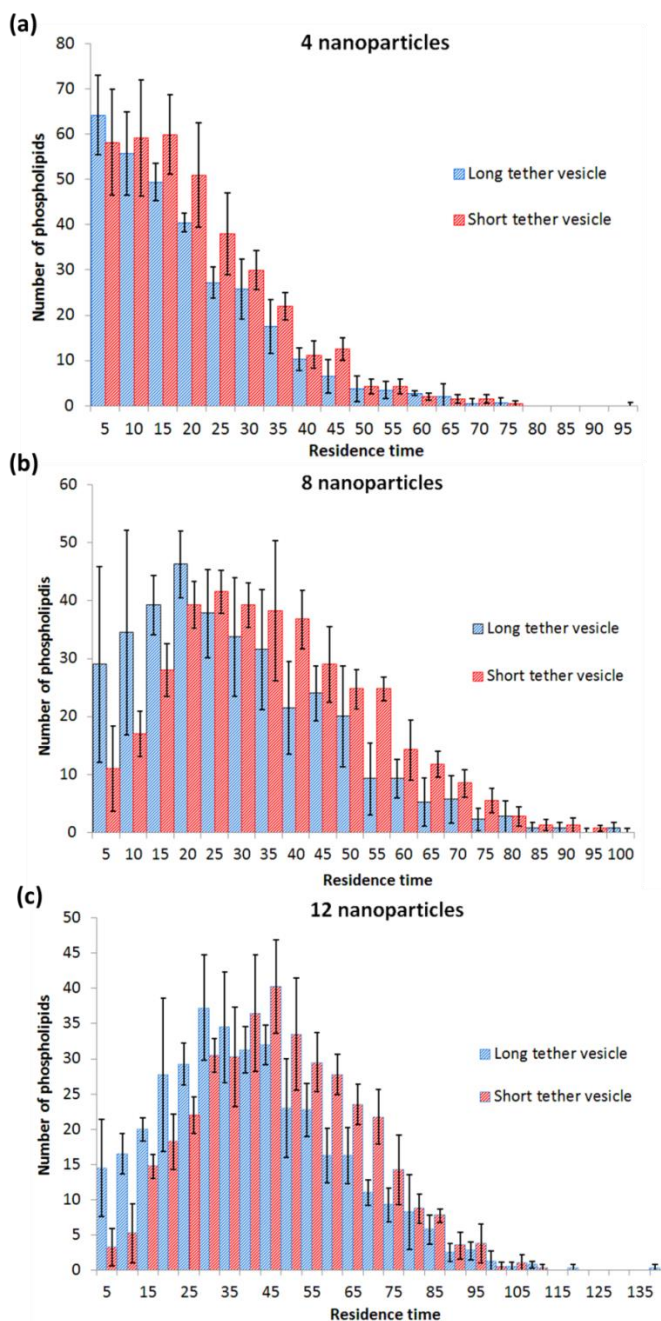 (a)
4 nanoparticles
80
70
60
50
40
30
20
10
0
Number of phospholipids
Long tether vesicle
Short tether vesicle
5 10 15 20 25 30 35 40 45 50 55 60 65 70 75 80 85 90 95
Residence time
(b)
8 nanoparticles
60
50
40
30
20
10
0
Number of phospholipdis
Long tether vesicle
Short tether vesicle
5 10 15 20 25 30 35 40 45 50 55 60 65 70 75 80 85 90 95 100
Residence time
(c)
12 nanoparticles
50
45
40
35
30
25
20
15
10
5
0
Number of phospholipids
Long tether vesicle
Short tether vesicle
5 15 25 35 45 55 65 75 85 95 105 115 125 135
Residence time